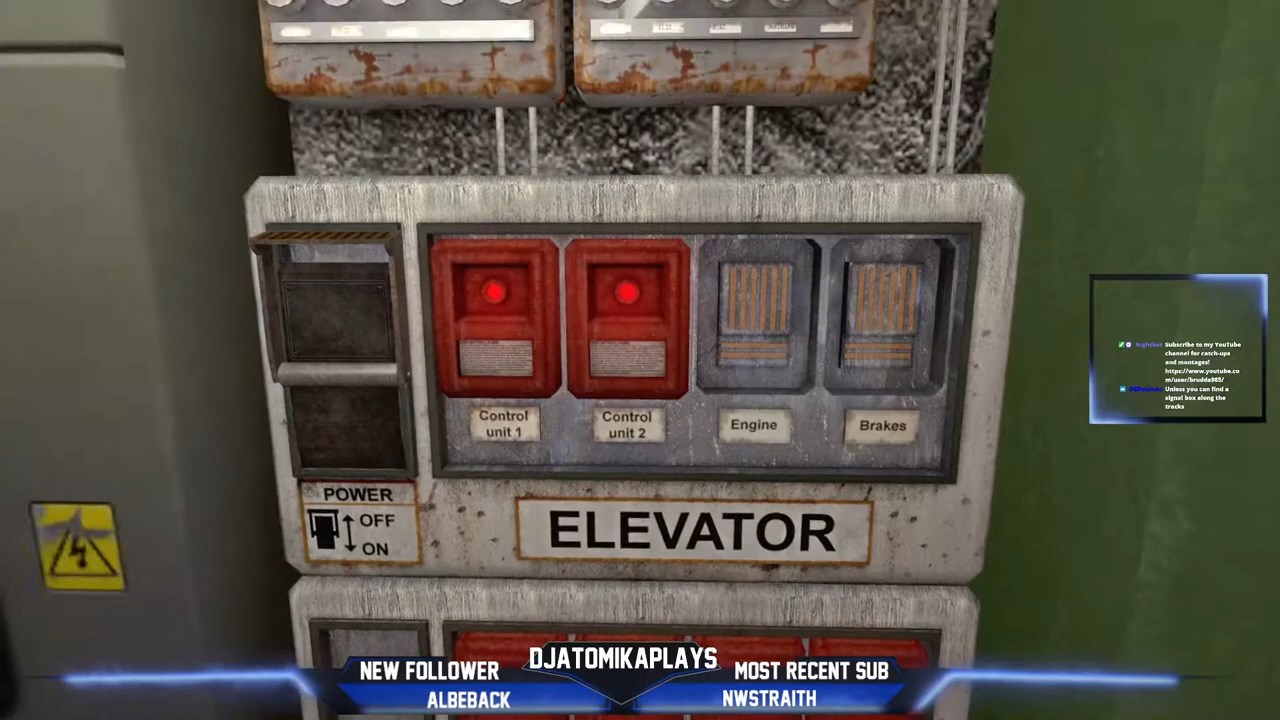 Control
unit 1
Control
unit 2
Engine
Brakes
POWER
OFF
ON
ELEVATOR
Nightbot Subscribe to my YouTube
channel for catch-ups
and montages!
https://www.youtube.co
m/user/brudda965/
Unless you can find a
signal box along the
tracks
DJATOMIKAPLAYS
NEW FOLLOWER
ALBEBACK
MOST RECENT SUB
NWSTRAITH